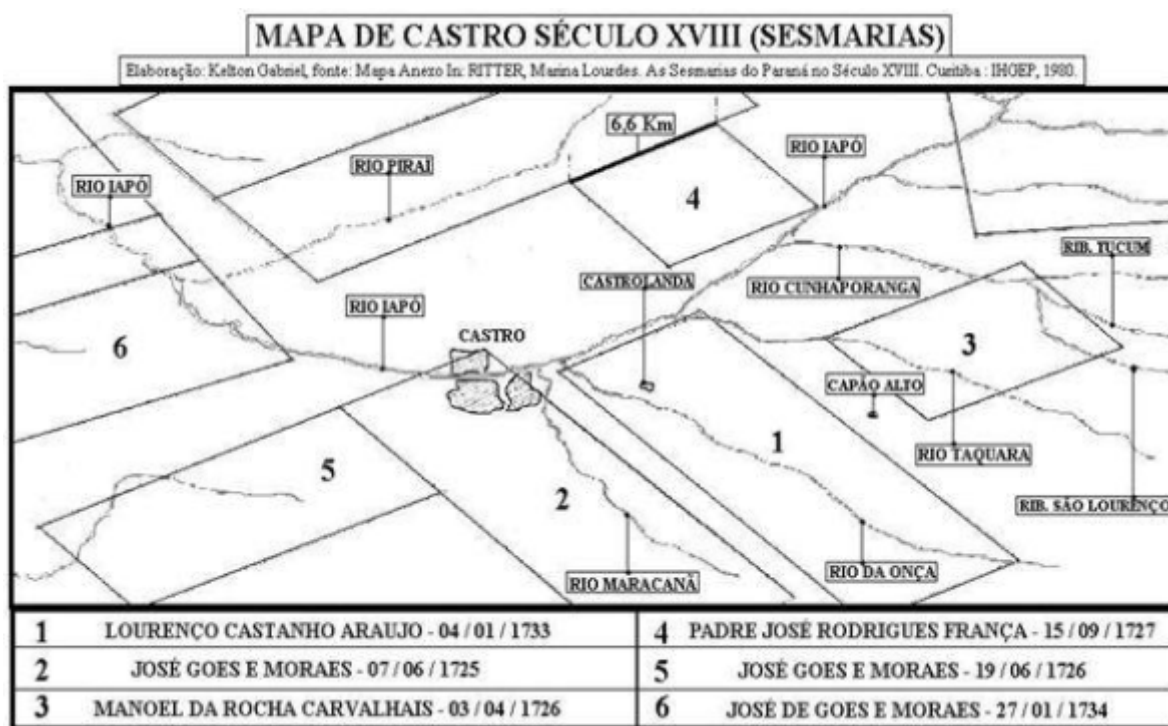 MAPA DE CASTRO SÉCULO XVIII (SESMARIAS)
Elaboração: Kelton Gabriel, fonte: Mapa Anexo In: RITTER, Marina Lourdes. As Sesmarias do Paraná no Século XVIII. Curitiba : IHGEP, 1980.
6,6 Km
RIO IAPÓ
RIO PIRAÍ
RIO IAPÓ
4
RIB. TUCUM
CASTROLANDA
RIO CUNHAPORANGA
RIO IAPÓ
CASTRO
6
3
CAPÃO ALTO
1
RIO TAQUARA
5
2
RIB. SÃO LOURENÇO
RIO MARACANÃ
RIO DA ONÇA
1 LOURENÇO CASTANHO ARAUJO - 04 / 01 / 1733
2 JOSÉ GOES E MORAES - 07 / 06 / 1725
3 MANOEL DA ROCHA CARVALHAIS - 03 / 04 / 1726
4 PADRE JOSÉ RODRIGUES FRANÇA - 15 / 09 / 1727
5 JOSÉ GOES E MORAES - 19 / 06 / 1726
6 JOSÉ DE GOES E MORAES - 27 / 01 / 1734